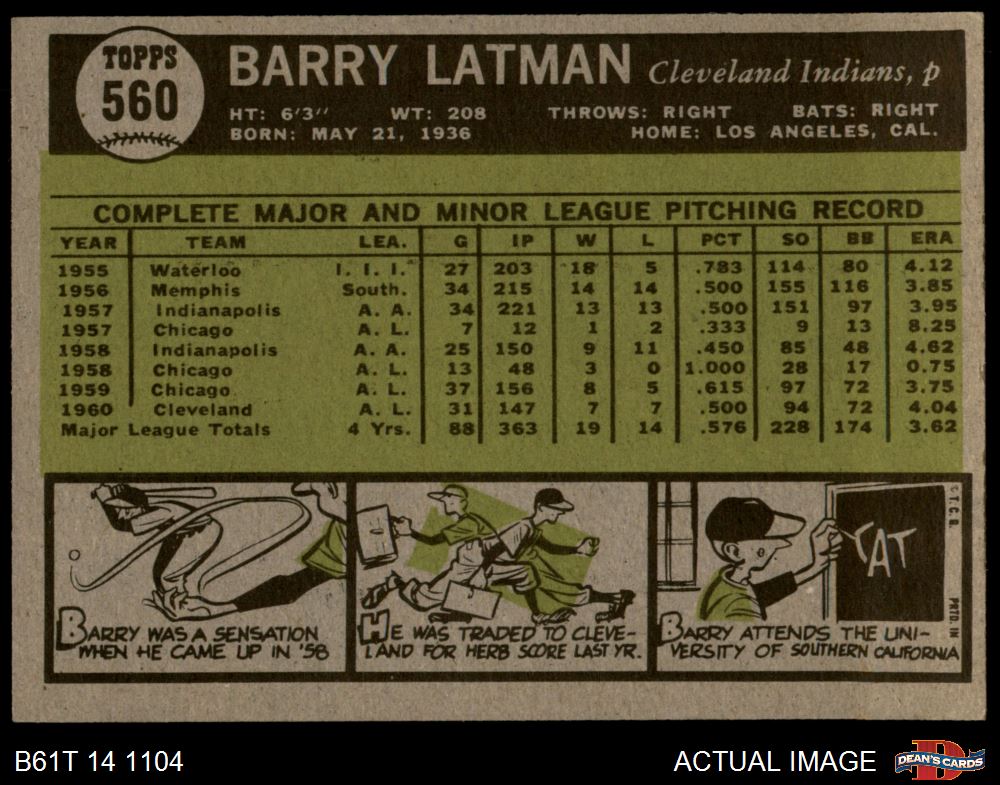 TOPPS
560
BARRY LATMAN Cleveland Indians, p
HT: 6'3" WT: 208 THROWS: RIGHT BATS: RIGHT
BORN: MAY 21, 1936 HOME: LOS ANGELES, CAL.
COMPLETE MAJOR AND MINOR LEAGUE PITCHING RECORD
YEAR TEAM LEA. G IP W L PCT SO BB ERA
1955 Waterloo I. I. I. 27 203 18 5 .783 114 80 4.12
1956 Memphis South. 34 215 14 14 .500 155 116 3.85
1957 Indianapolis A. A. 34 221 13 13 .500 151 97 3.95
1957 Chicago A. L. 7 12 1 2 .333 9 13 8.25
1958 Indianapolis A. A. 25 150 9 11 .450 85 48 4.62
1958 Chicago A. L. 13 48 3 0 1.000 28 17 0.75
1959 Chicago A. L. 37 156 8 5 .615 97 72 3.75
1960 Cleveland A. L. 31 147 7 7 .500 94 72 4.04
Major League Totals 4 Yrs. 88 363 19 14 .576 228 174 3.62
BARRY WAS A SENSATION
WHEN HE CAME UP IN '58
HE WAS TRADED TO CLEVE-
LAND FOR HERB SCORE LAST YR.
CAT
BARRY ATTENDS THE UNI-
VERSITY OF SOUTHERN CALIFORNIA
© T. C. G. PRTD. IN
B61T 14 1104
ACTUAL IMAGE
DEAN'S CARDS